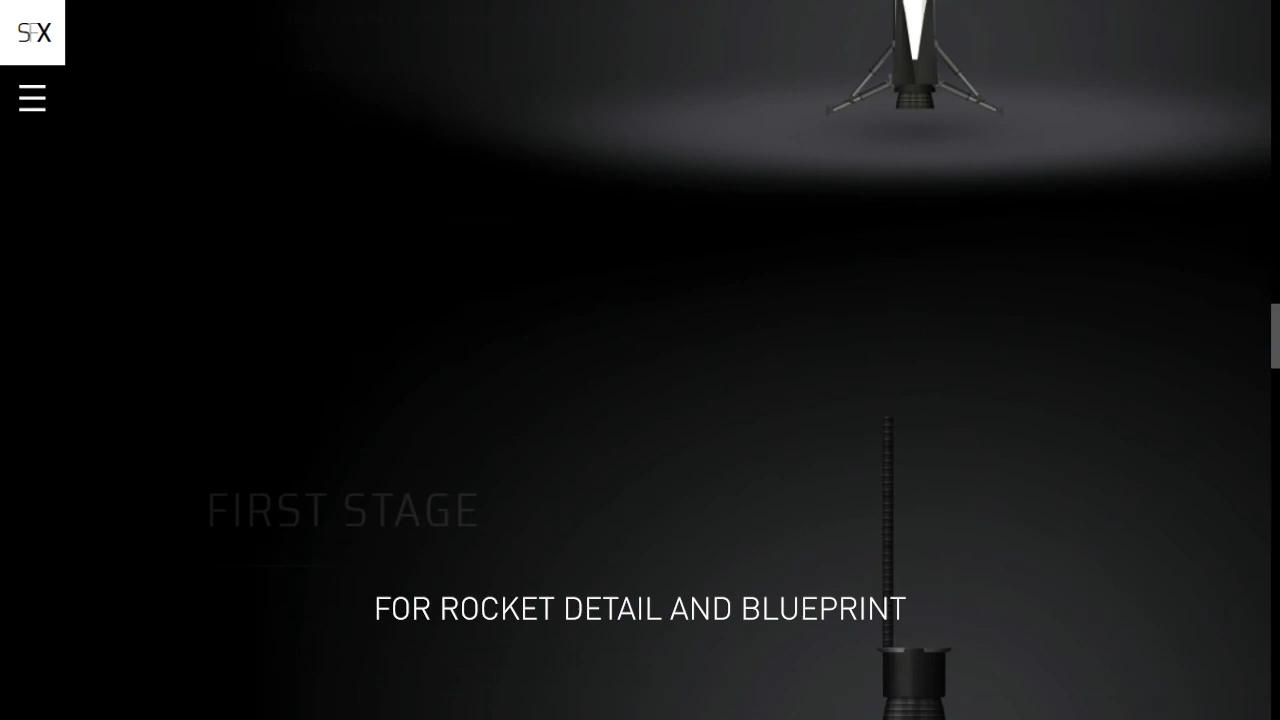 SFX
FIRST STAGE
FOR ROCKET DETAIL AND BLUEPRINT